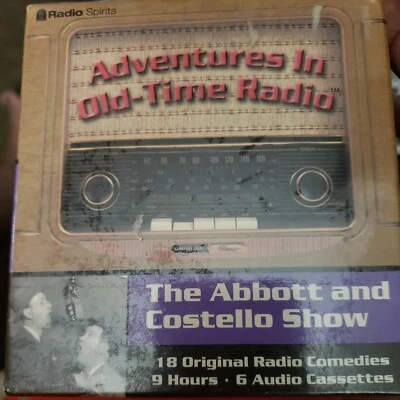 Radio Spirits
Adventures In
Old-Time Radio™
The Abbott and
Costello Show
18 Original Radio Comedies
9 Hours · 6 Audio Cassettes